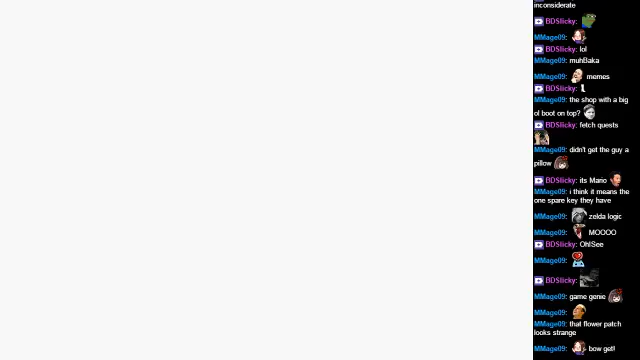 inconsiderate
BDSlicky:
MMage09:
BDSlicky: lol
MMage09: muhBaka
MMage09: memes
BDSlicky:
MMage09: the shop with a big
ol boot on top?
BDSlicky: fetch quests
MMage09: didn't get the guy a
pillow
BDSlicky: its Mario
MMage09: i think it means the
one spare key they have
MMage09: zelda logic
MMage09: MOOOO
BDSlicky: Oh!See
MMage09:
BDSlicky:
MMage09: game genie
MMage09:
MMage09: that flower patch
looks strange
MMage09: bow get!